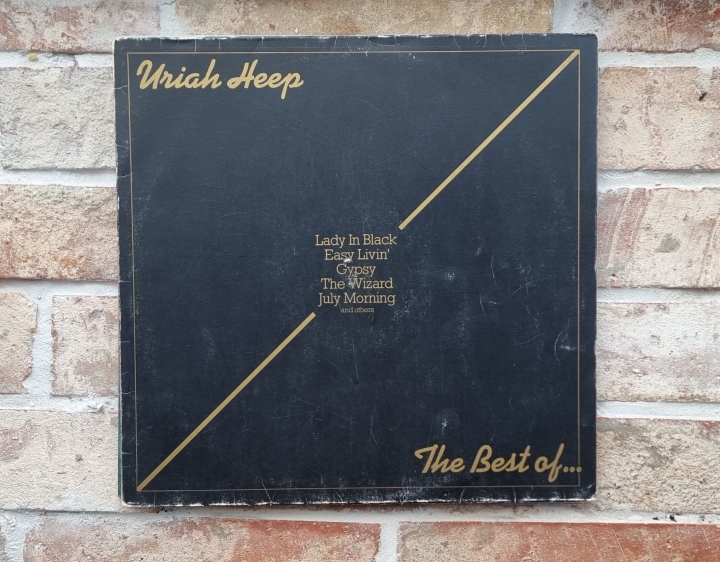 Uriah Heep
Lady In Black
Easy Livin'
Gypsy
The Wizard
July Morning
and others
The Best of...